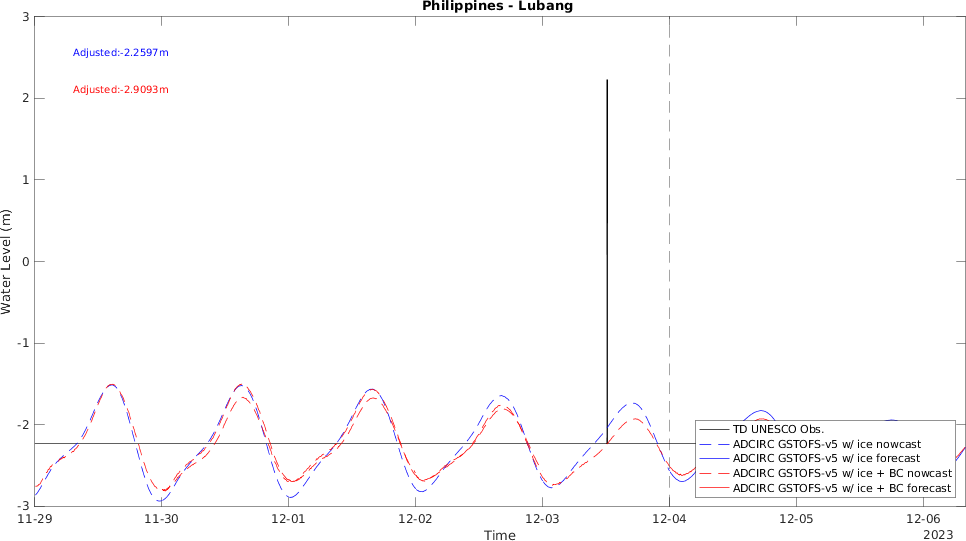 Philippines - Lubang
3
2
1
0
-1
-2
-3
Water Level (m)
Adjusted:-2.2597m
Adjusted:-2.9093m
TD UNESCO Obs.
ADCIRC GSTOFS-v5 w/ ice nowcast
ADCIRC GSTOFS-v5 w/ ice forecast
ADCIRC GSTOFS-v5 w/ ice + BC nowcast
ADCIRC GSTOFS-v5 w/ ice + BC forecast
11-29 11-30 12-01 12-02 12-03 12-04 12-05 12-06
Time
2023